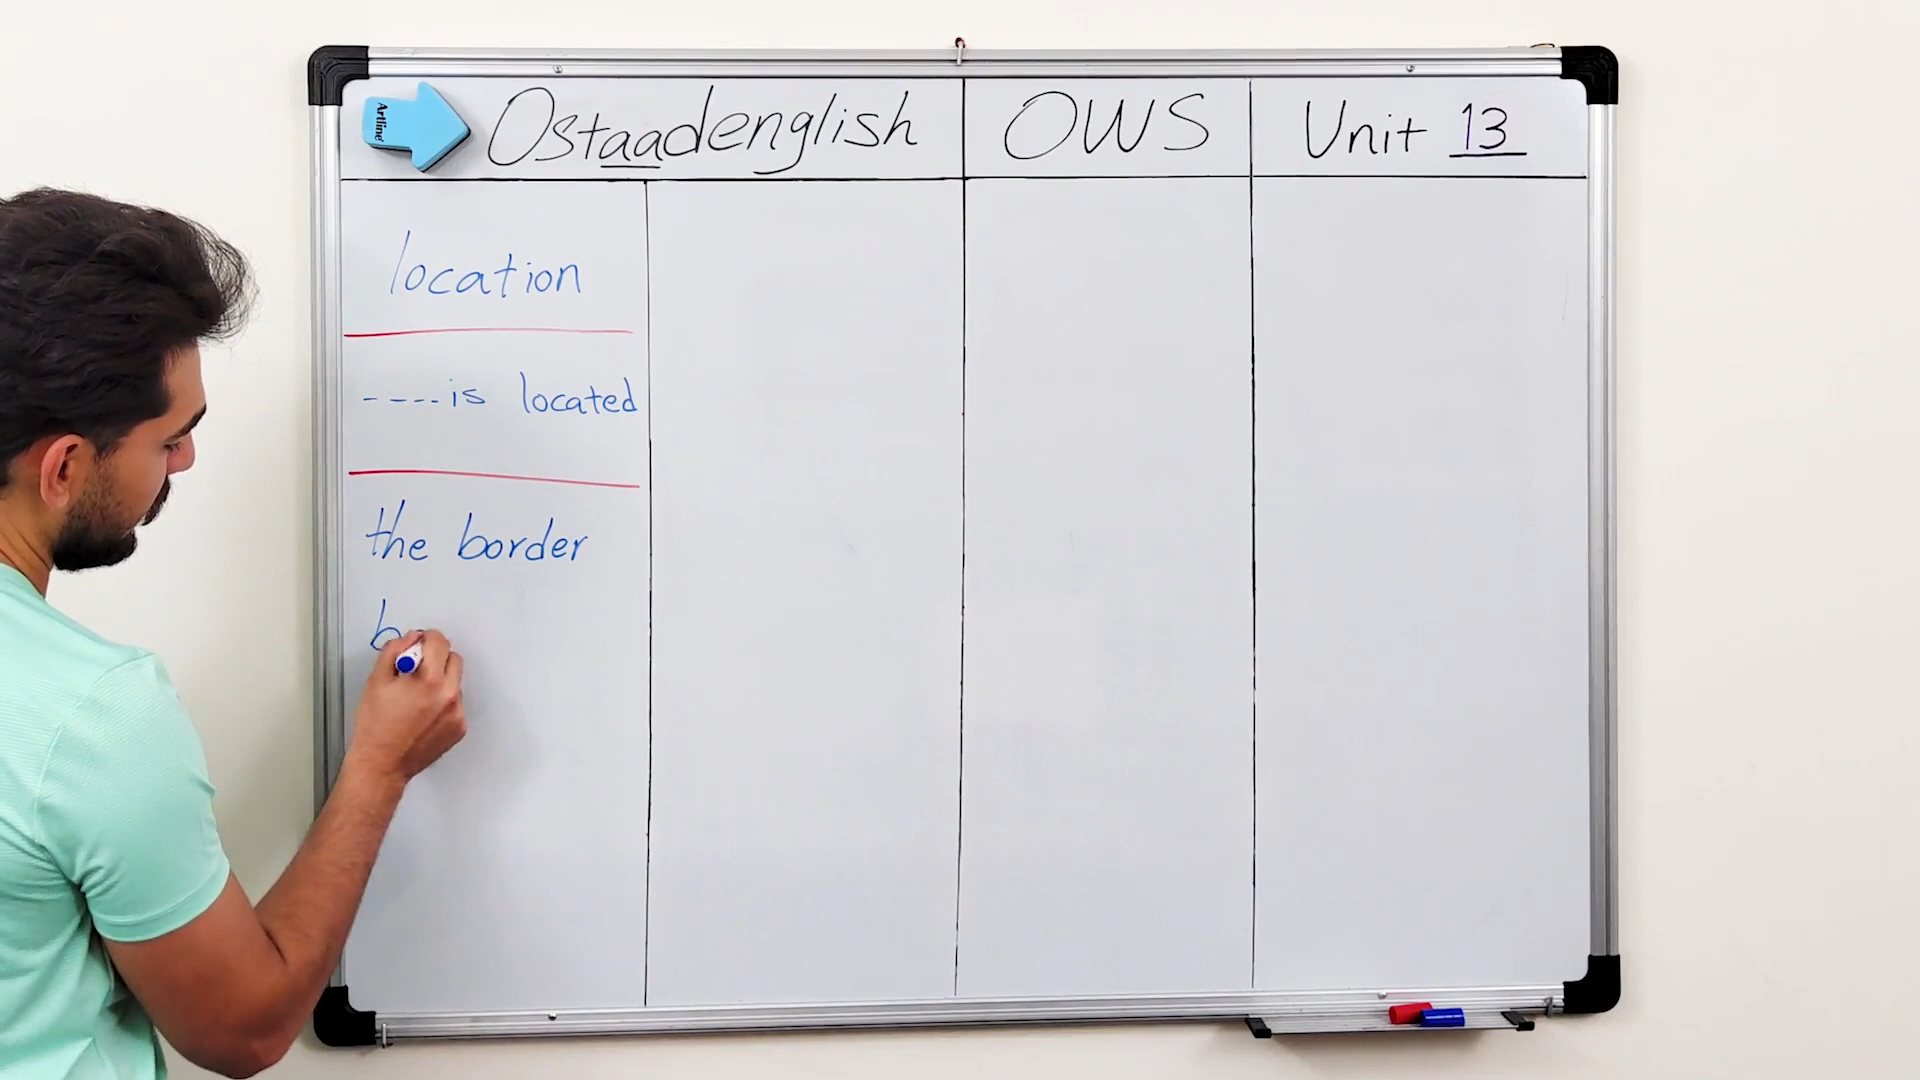 Artline
Ostaadenglish
OWS
Unit 13
location
----is located
the border